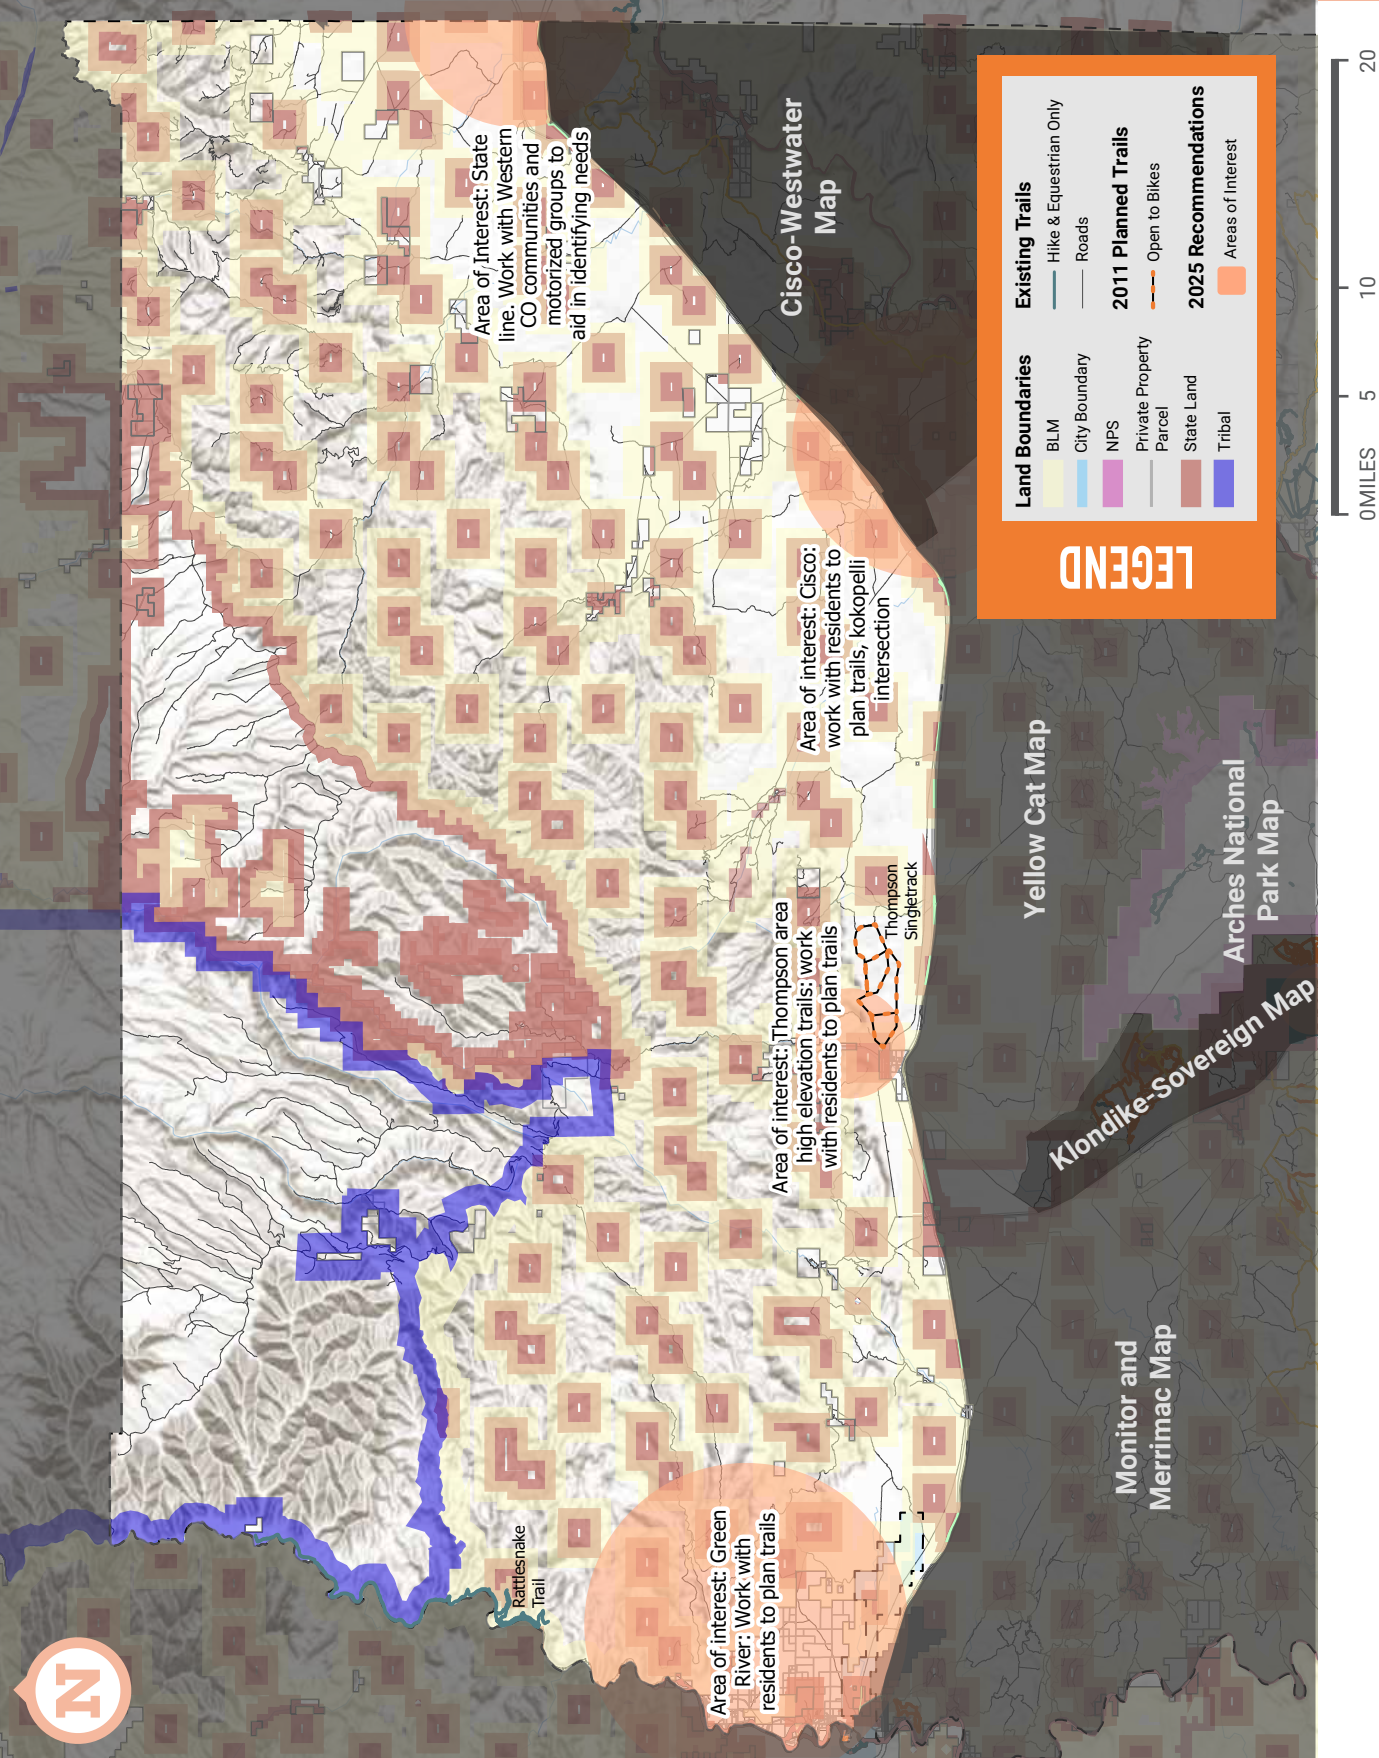 N
Area of Interest: State
line. Work with Western
CO communities and
motorized groups to
aid in identifying needs
Cisco-Westwater
Map
Area of interest: Cisco:
work with residents to
plan trails, kokopelli
intersection
Area of interest: Thompson area
high elevation trails: work
with residents to plan trails
Thompson
Singletrack
Rattlesnake
Trail
Area of interest: Green
River: Work with
residents to plan trails
Yellow Cat Map
Arches National
Park Map
Klondike-Sovereign Map
Monitor and
Merrimac Map
LEGEND
Land Boundaries
BLM
City Boundary
NPS
Private Property
Parcel
State Land
Tribal
Existing Trails
Hike & Equestrian Only
Roads
2011 Planned Trails
Open to Bikes
2025 Recommendations
Areas of Interest
0MILES 5 10 20